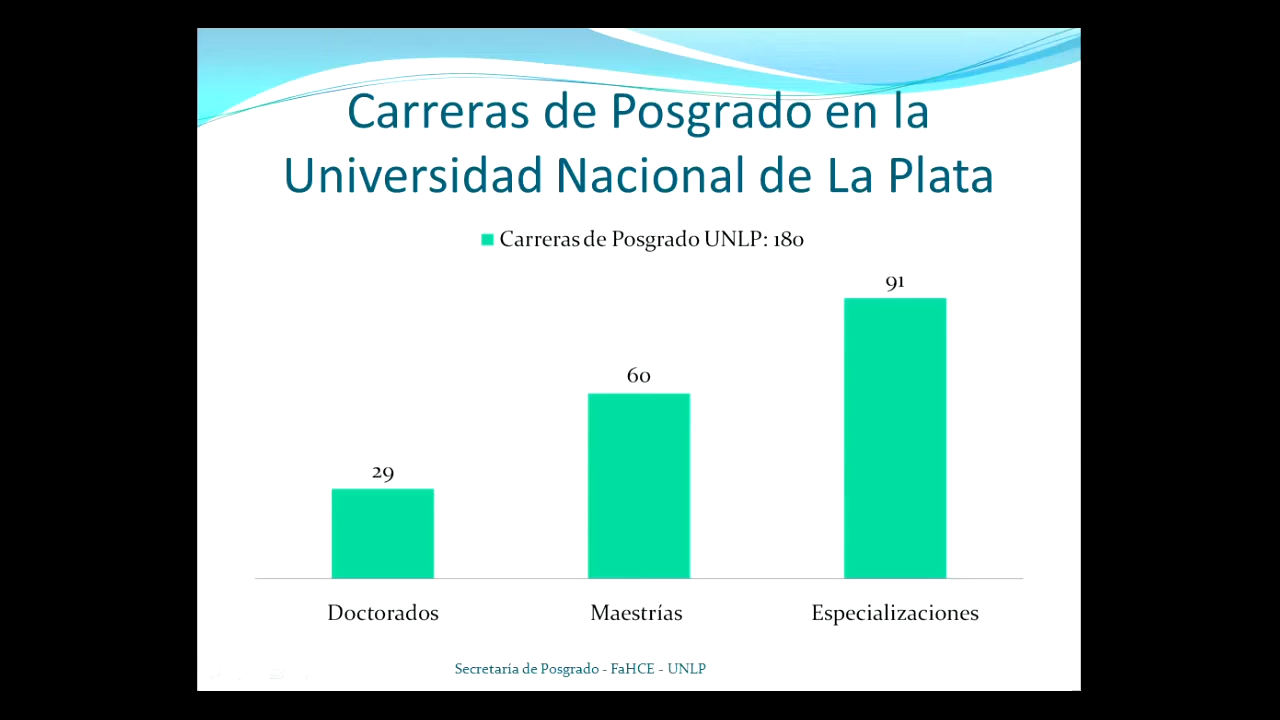 Carreras de Posgrado en la
Universidad Nacional de La Plata
Carreras de Posgrado UNLP: 180
91
60
29
Doctorados Maestrías Especializaciones
Secretaría de Posgrado - FaHCE - UNLP